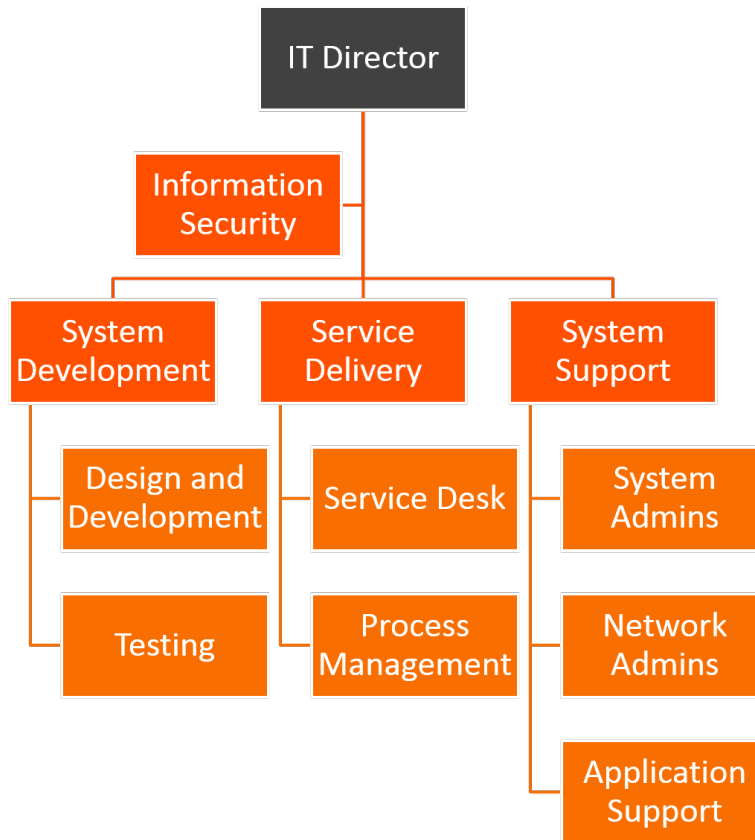 IT Director
Information
Security
System
Development
Service
Delivery
System
Support
Design and
Development
Service Desk
System
Admins
Testing
Process
Management
Network
Admins
Application
Support